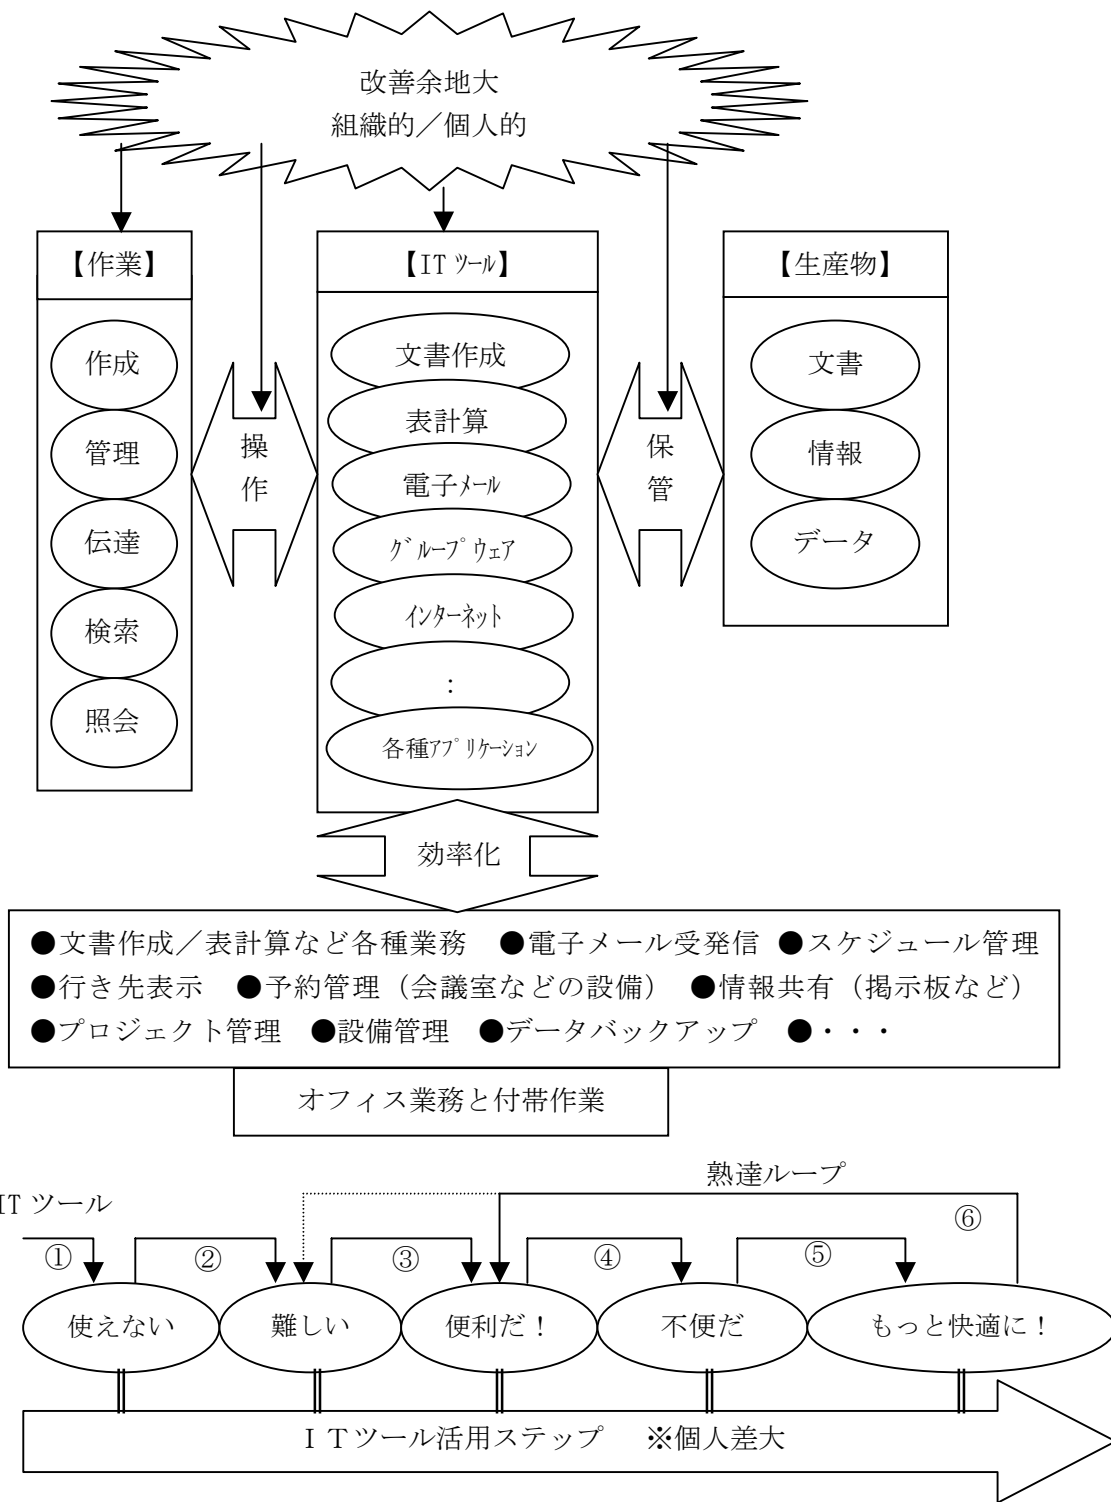 改善余地大
組織的／個人的
【作業】
作成
管理
伝達
検索
照会
操
作
【IT ﾂｰﾙ】
文書作成
表計算
電子ﾒｰﾙ
ｸﾞﾙｰﾌﾟｳｪｱ
ｲﾝﾀｰﾈｯﾄ
：
各種ｱﾌﾟﾘｹｰｼｮﾝ
保
管
【生産物】
文書
情報
データ
効率化
●文書作成／表計算など各種業務　●電子メール受発信　●スケジュール管理
●行き先表示　●予約管理（会議室などの設備）　●情報共有（掲示板など）
●プロジェクト管理　●設備管理　●データバックアップ　●・・・
オフィス業務と付帯作業
熟達ループ
IT ツール
①　②　③　④　⑤　⑥
使えない　難しい　便利だ！　不便だ　もっと快適に！
ＩＴツール活用ステップ　※個人差大